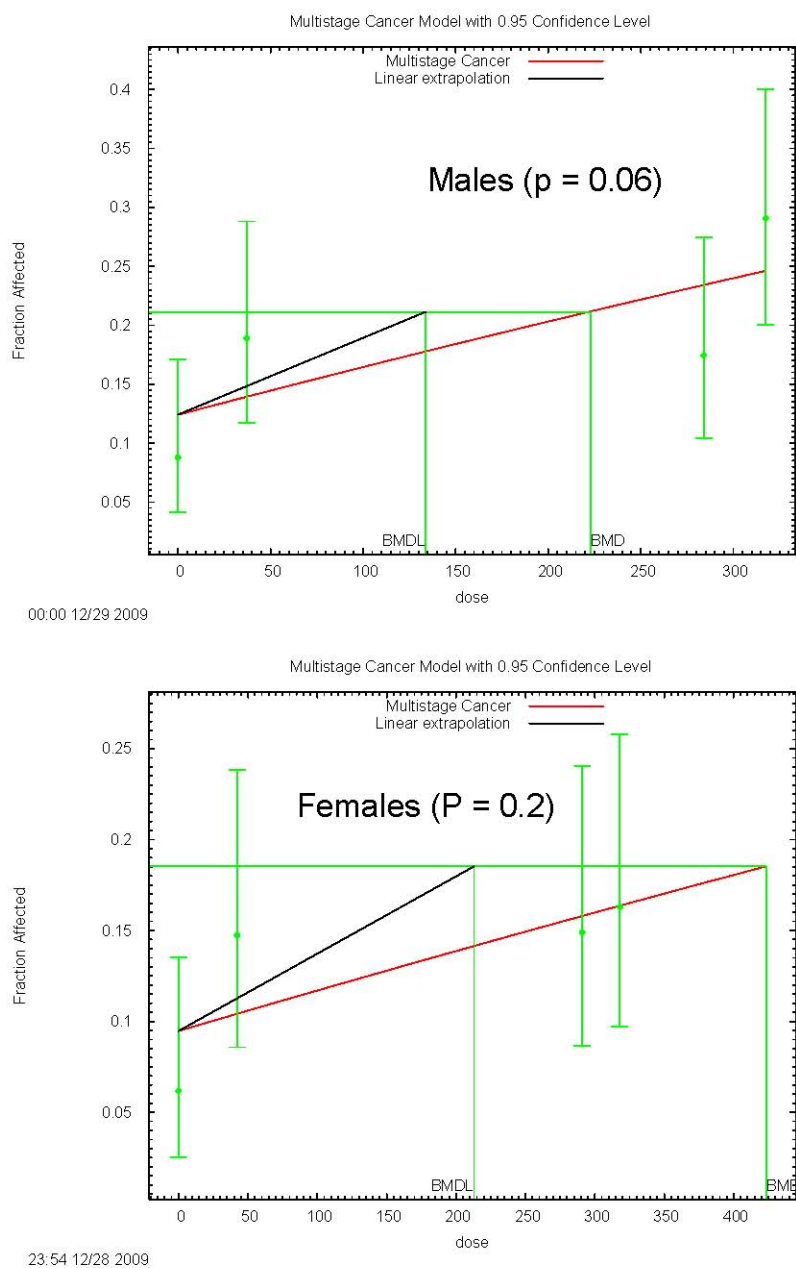 Multistage Cancer Model with 0.95 Confidence Level
Multistage Cancer
Linear extrapolation
0.4
0.35
Males (p = 0.06)
0.3
0.25
Fraction Affected
0.2
0.15
0.1
0.05
BMDL BMD
0 50 100 150 200 250 300
dose
00:00 12/29 2009
Multistage Cancer Model with 0.95 Confidence Level
Multistage Cancer
Linear extrapolation
0.25
Females (P = 0.2)
0.2
Fraction Affected
0.15
0.1
0.05
BMDL BMD
0 50 100 150 200 250 300 350 400
dose
23:54 12/28 2009